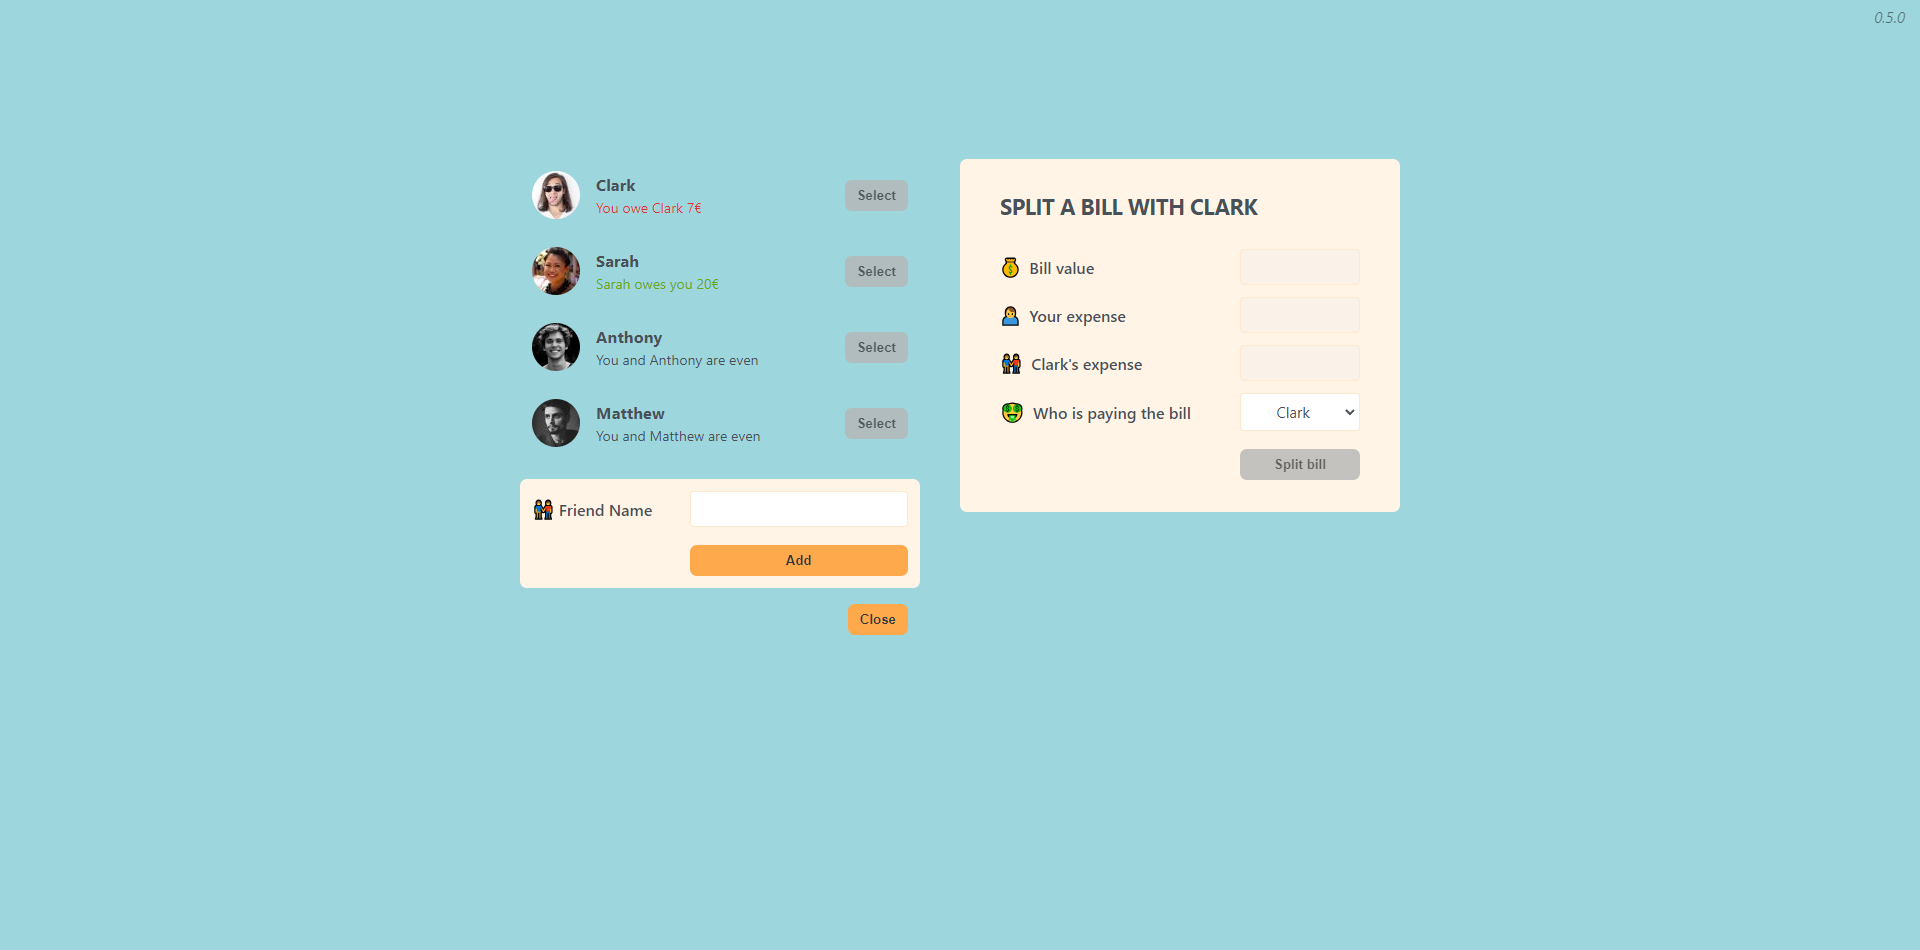 0.5.0
Clark
You owe Clark 7€
Select
Sarah
Sarah owes you 20€
Select
Anthony
You and Anthony are even
Select
Matthew
You and Matthew are even
Select
Friend Name
Add
Close
SPLIT A BILL WITH CLARK
Bill value
Your expense
Clark's expense
Who is paying the bill
Clark
Split bill